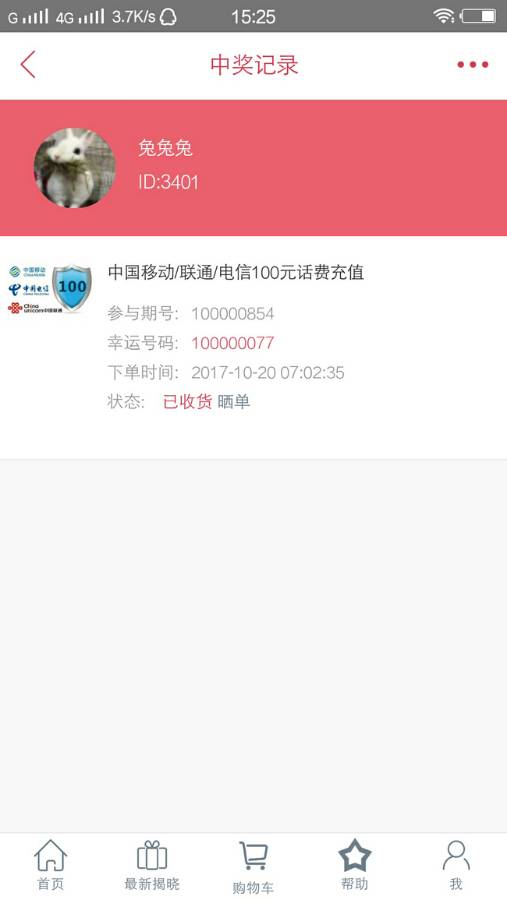 G 4G 3.7K/s 15:25
中奖记录
兔兔兔
ID:3401
中国移动
中国电信
China unicom中国联通
100
中国移动/联通/电信100元话费充值
参与期号: 100000854
幸运号码: 100000077
下单时间: 2017-10-20 07:02:35
状态: 已收货 晒单
首页 最新揭晓 购物车 帮助 我